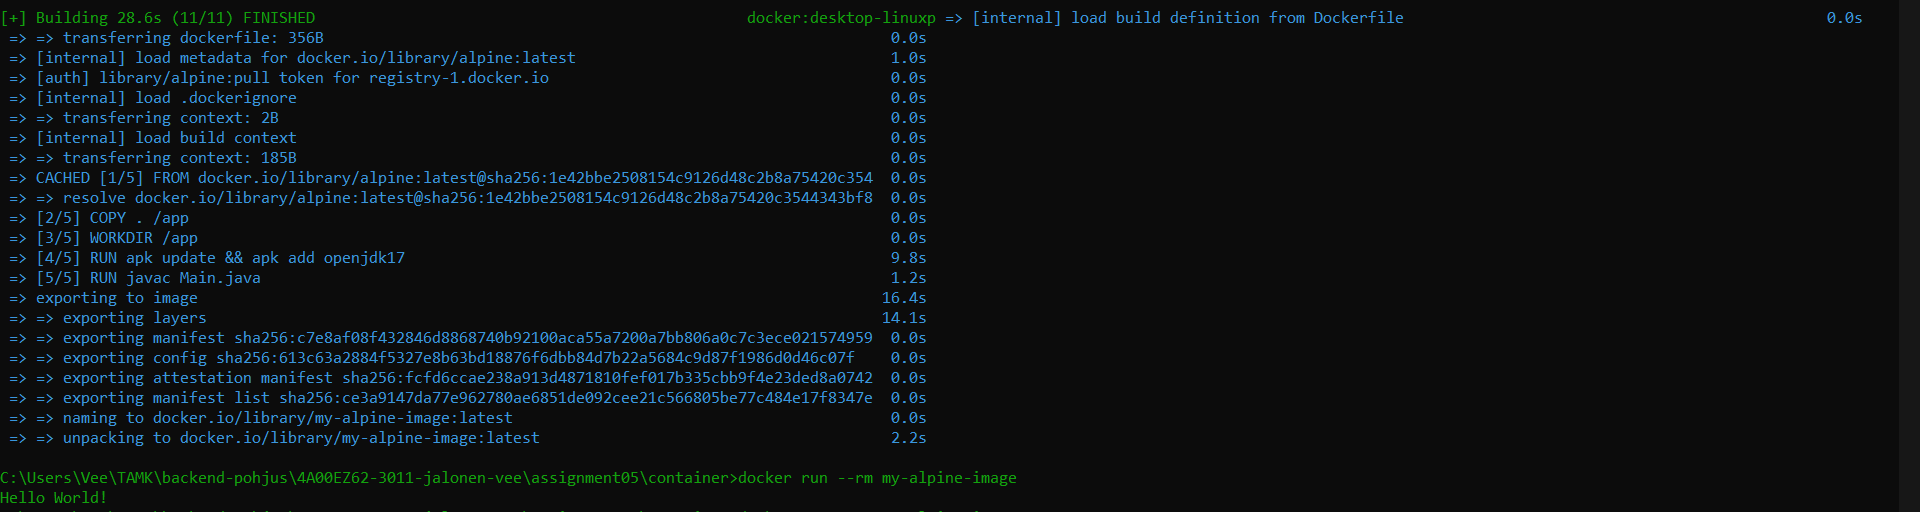 [+] Building 28.6s (11/11) FINISHED docker:desktop-linuxp => [internal] load build definition from Dockerfile 0.0s
=> => transferring dockerfile: 356B 0.0s
=> [internal] load metadata for docker.io/library/alpine:latest 1.0s
=> [auth] library/alpine:pull token for registry-1.docker.io 0.0s
=> [internal] load .dockerignore 0.0s
=> => transferring context: 2B 0.0s
=> [internal] load build context 0.0s
=> => transferring context: 185B 0.0s
=> CACHED [1/5] FROM docker.io/library/alpine:latest@sha256:1e42bbe2508154c9126d48c2b8a75420c354 0.0s
=> => resolve docker.io/library/alpine:latest@sha256:1e42bbe2508154c9126d48c2b8a75420c3544343bf8 0.0s
=> [2/5] COPY . /app 0.0s
=> [3/5] WORKDIR /app 0.0s
=> [4/5] RUN apk update && apk add openjdk17 9.8s
=> [5/5] RUN javac Main.java 1.2s
=> exporting to image 16.4s
=> => exporting layers 14.1s
=> => exporting manifest sha256:c7e8af08f432846d8868740b92100aca55a7200a7bb806a0c7c3ece021574959 0.0s
=> => exporting config sha256:613c63a2884f5327e8b63bd18876f6dbb84d7b22a5684c9d87f1986d0d46c07f 0.0s
=> => exporting attestation manifest sha256:fcfd6ccae238a913d4871810fef017b335cbb9f4e23ded8a0742 0.0s
=> => exporting manifest list sha256:ce3a9147da77e962780ae6851de092cee21c566805be77c484e17f8347e 0.0s
=> => naming to docker.io/library/my-alpine-image:latest 0.0s
=> => unpacking to docker.io/library/my-alpine-image:latest 2.2s
C:\Users\Vee\TAMK\backend-pohjus\4A00EZ62-3011-jalonen-vee\assignment05\container>docker run --rm my-alpine-image
Hello World!